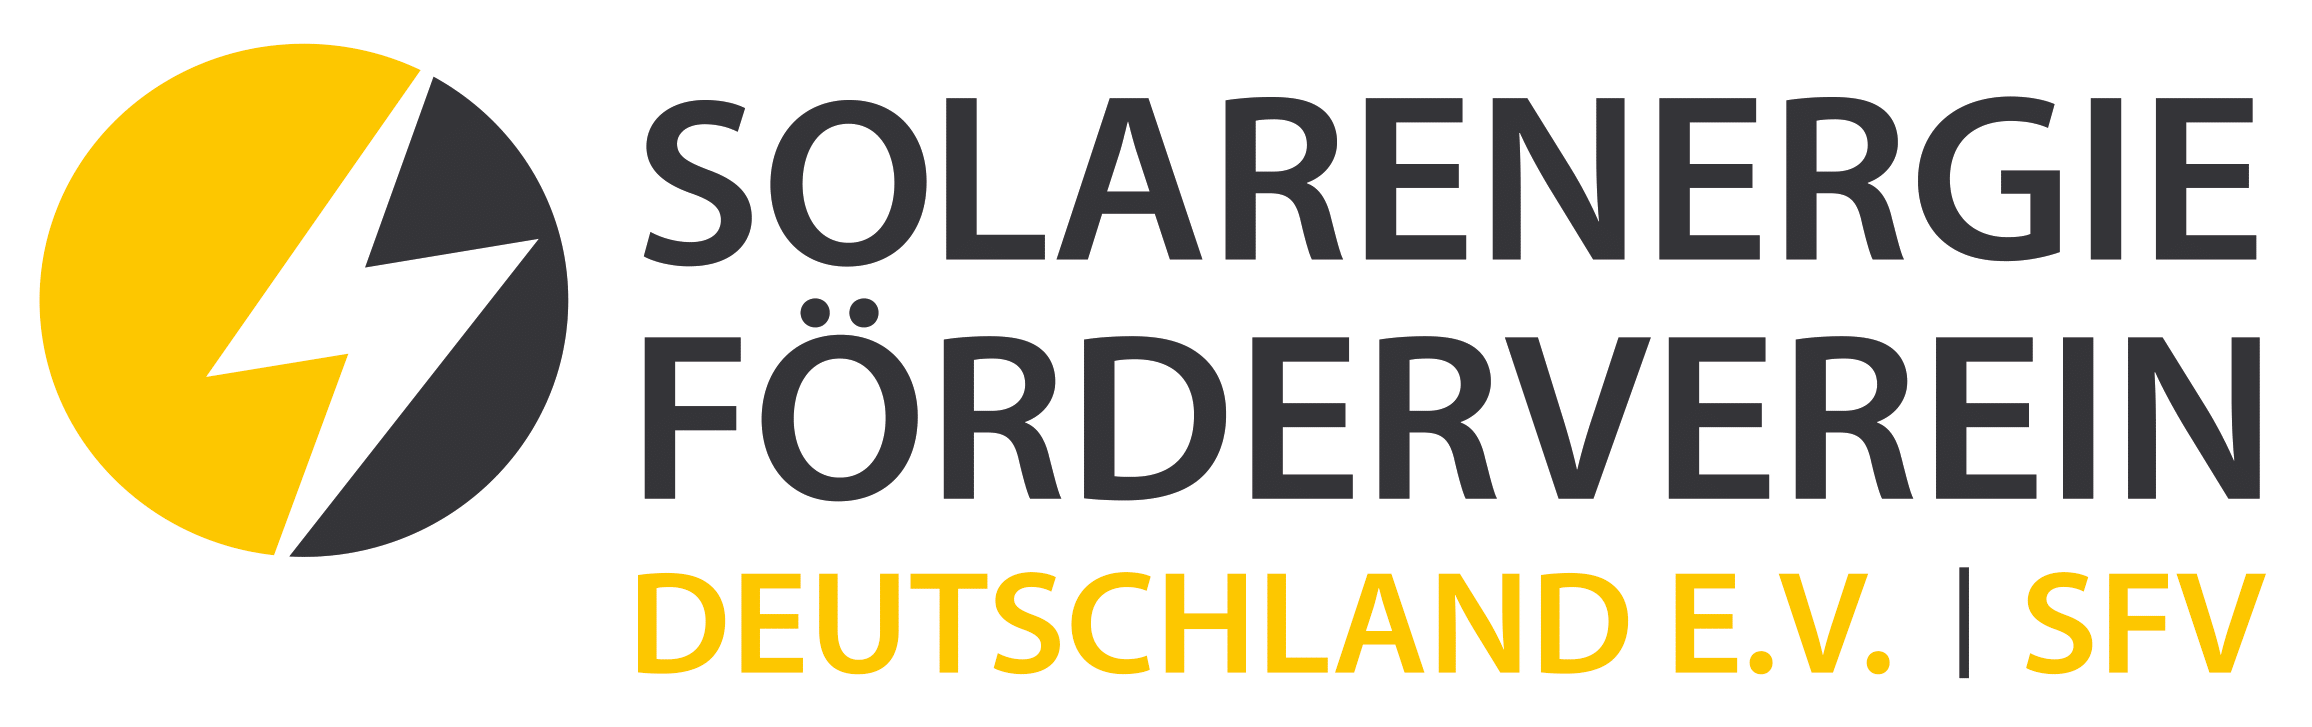 SOLARENERGIE
FÖRDERVEREIN
DEUTSCHLAND E.V. | SFV